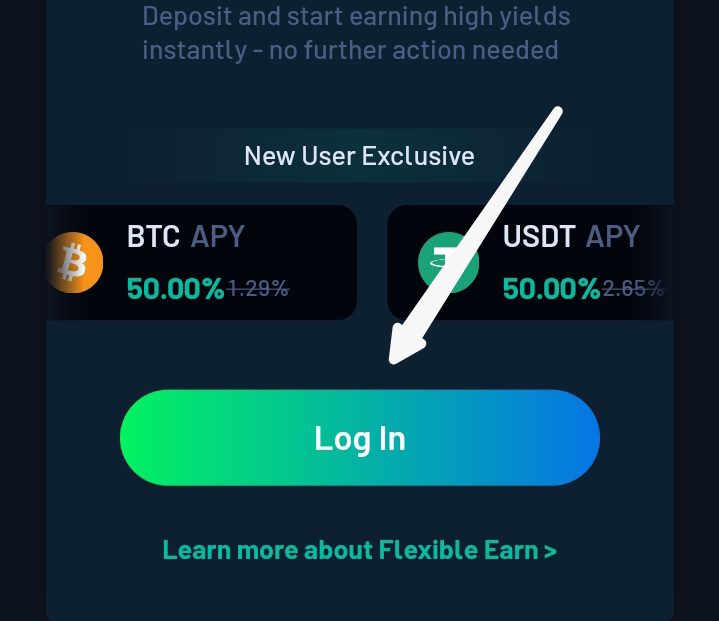 Deposit and start earning high yields
instantly - no further action needed
New User Exclusive
BTC APY
50.00% 1.29%
USDT APY
50.00% 2.65%
Log In
Learn more about Flexible Earn >